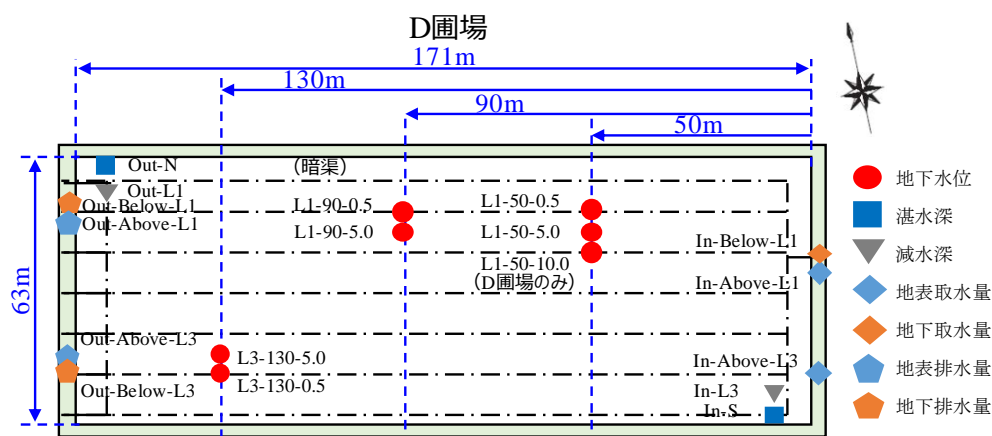 D圃場
171m
130m
90m
50m
63m
Out-N
(暗渠)
Out-L1
Out-Below-L1
Out-Above-L1
L1-90-0.5
L1-90-5.0
L1-50-0.5
L1-50-5.0
L1-50-10.0
(D圃場のみ)
In-Below-L1
In-Above-L1
Out-Above-L3
Out-Below-L3
L3-130-5.0
L3-130-0.5
In-Above-L3
In-L3
In-S
地下水位
湛水深
減水深
地表取水量
地下取水量
地表排水量
地下排水量